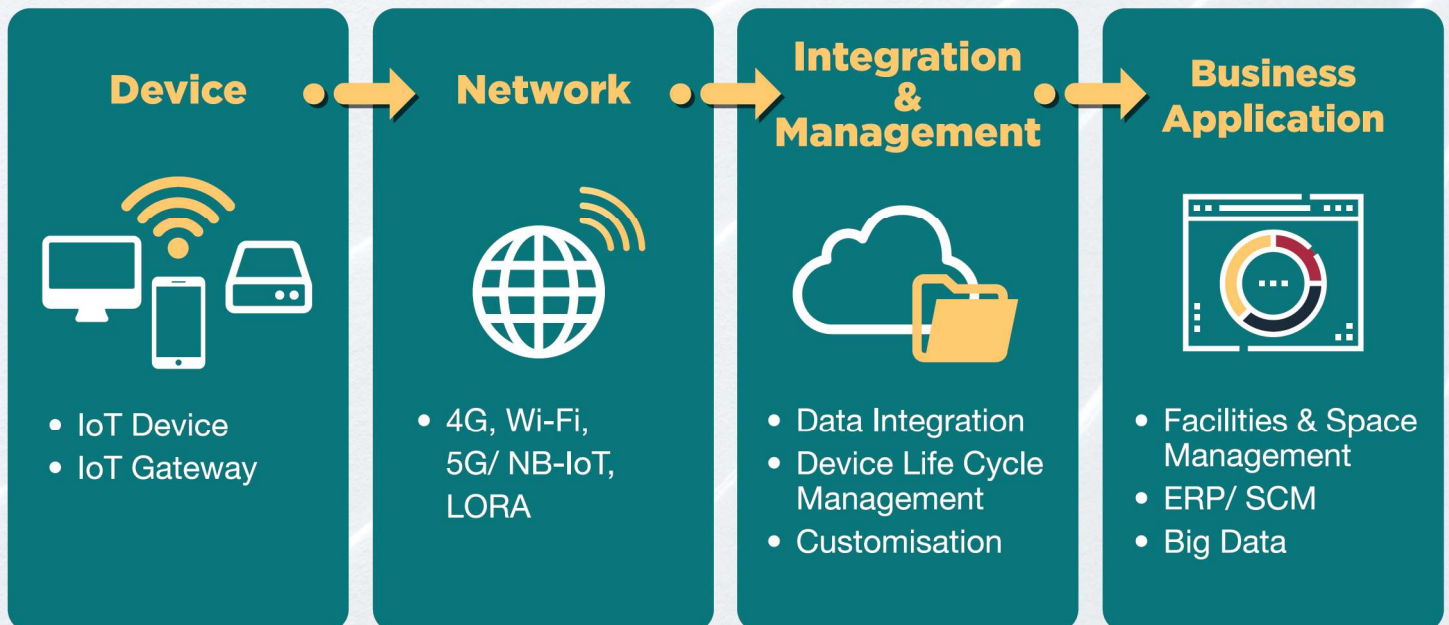 Device
• IoT Device
• IoT Gateway
Network
• 4G, Wi-Fi,
5G/ NB-IoT,
LORA
Integration
&
Management
• Data Integration
• Device Life Cycle
Management
• Customisation
Business
Application
• Facilities & Space
Management
• ERP/ SCM
• Big Data